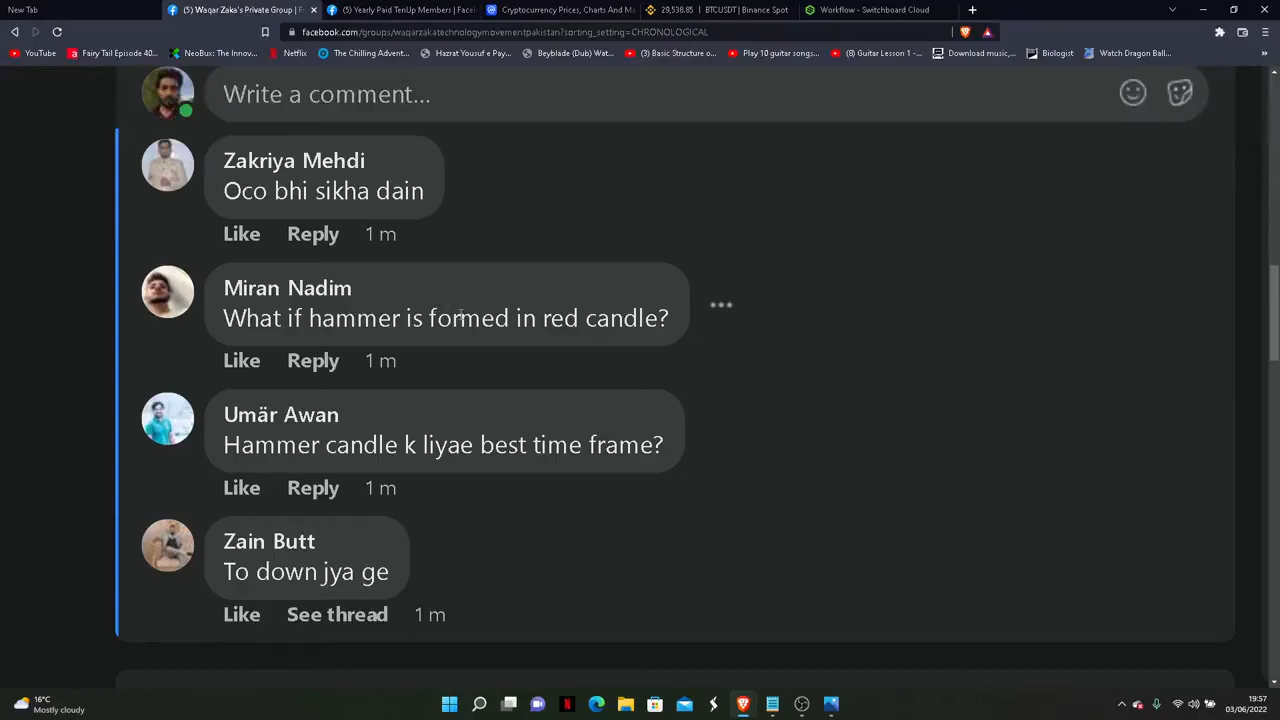 New Tab
(5) Waqar Zaka's Private Group | F
(5) Yearly Paid TenUp Members | Face
Cryptocurrency Prices, Charts And Ma
29,538.85 | BTCUSDT | Binance Spot
Workflow - Switchboard Cloud
facebook.com/groups/waqarzakatechnologymovementpakistan?sorting_setting=CHRONOLOGICAL
YouTube
Fairy Tail Episode 40...
NeoBux: The Innov...
Netflix
The Chilling Advent...
Hazrat Yousuf e Pay...
Beyblade (Dub) Wat...
(3) Basic Structure o...
Play 10 guitar songs:...
(8) Guitar Lesson 1 -...
Download music,...
Biologist
Watch Dragon Ball...
Write a comment...
Zakriya Mehdi
Oco bhi sikha dain
Like Reply 1 m
Miran Nadim
What if hammer is formed in red candle?
Like Reply 1 m
Umär Awan
Hammer candle k liyae best time frame?
Like Reply 1 m
Zain Butt
To down jya ge
Like See thread 1 m
16°C
Mostly cloudy
19:57
03/06/2022